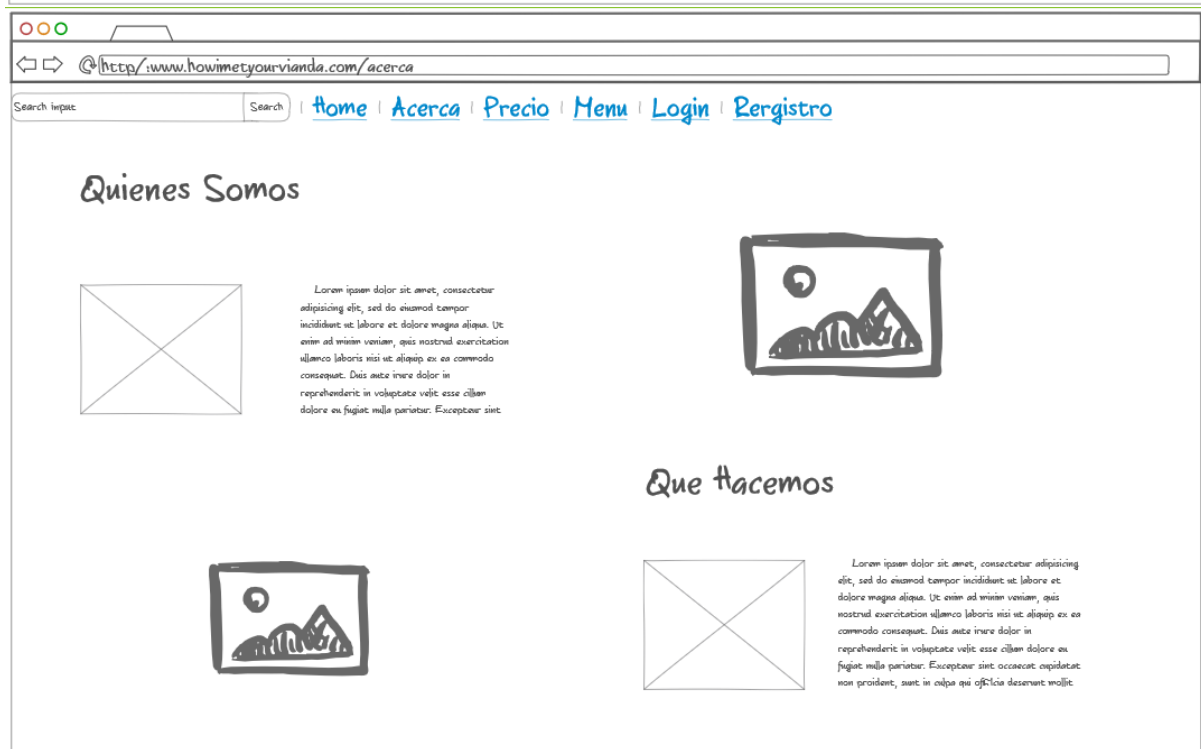 http/:www.howimetyourvianda.com/acerca
Search input Search Home Acerca Precio Menu Login Rergistro
Quienes Somos
Lorem ipsum dolor sit amet, consectetur
adipisicing elit, sed do eiusmod tempor
incididunt ut labore et dolore magna aliqua. Ut
enim ad minim veniam, quis nostrud exercitation
ullamco laboris nisi ut aliquip ex ea commodo
consequat. Duis aute irure dolor in
reprehenderit in voluptate velit esse cillum
dolore eu fugiat nulla pariatur. Excepteur sint
Que Hacemos
Lorem ipsum dolor sit amet, consectetur adipisicing
elit, sed do eiusmod tempor incididunt ut labore et
dolore magna aliqua. Ut enim ad minim veniam, quis
nostrud exercitation ullamco laboris nisi ut aliquip ex ea
commodo consequat. Duis aute irure dolor in
reprehenderit in voluptate velit esse cillum dolore eu
fugiat nulla pariatur. Excepteur sint occaecat cupidatat
non proident, sunt in culpa qui officia deserunt mollit